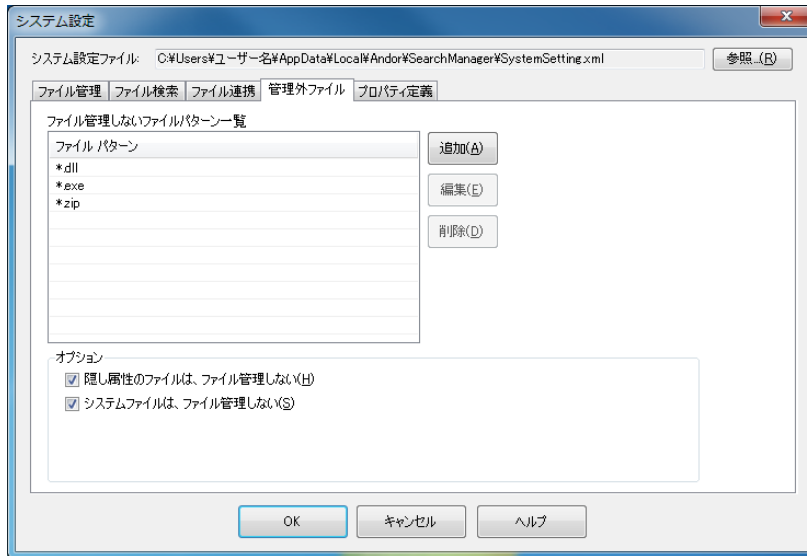 システム設定
システム設定ファイル: C:¥Users¥ユーザー名¥AppData¥Local¥Andor¥SearchManager¥SystemSetting.xml 参照...(R)
ファイル管理 ファイル検索 ファイル連携 管理外ファイル プロパティ定義
ファイル管理しないファイルパターン一覧
ファイル パターン
*.dll
*.exe
*.zip
追加(A)
編集(E)
削除(D)
オプション
隠し属性のファイルは、ファイル管理しない(H)
システムファイルは、ファイル管理しない(S)
OK キャンセル ヘルプ